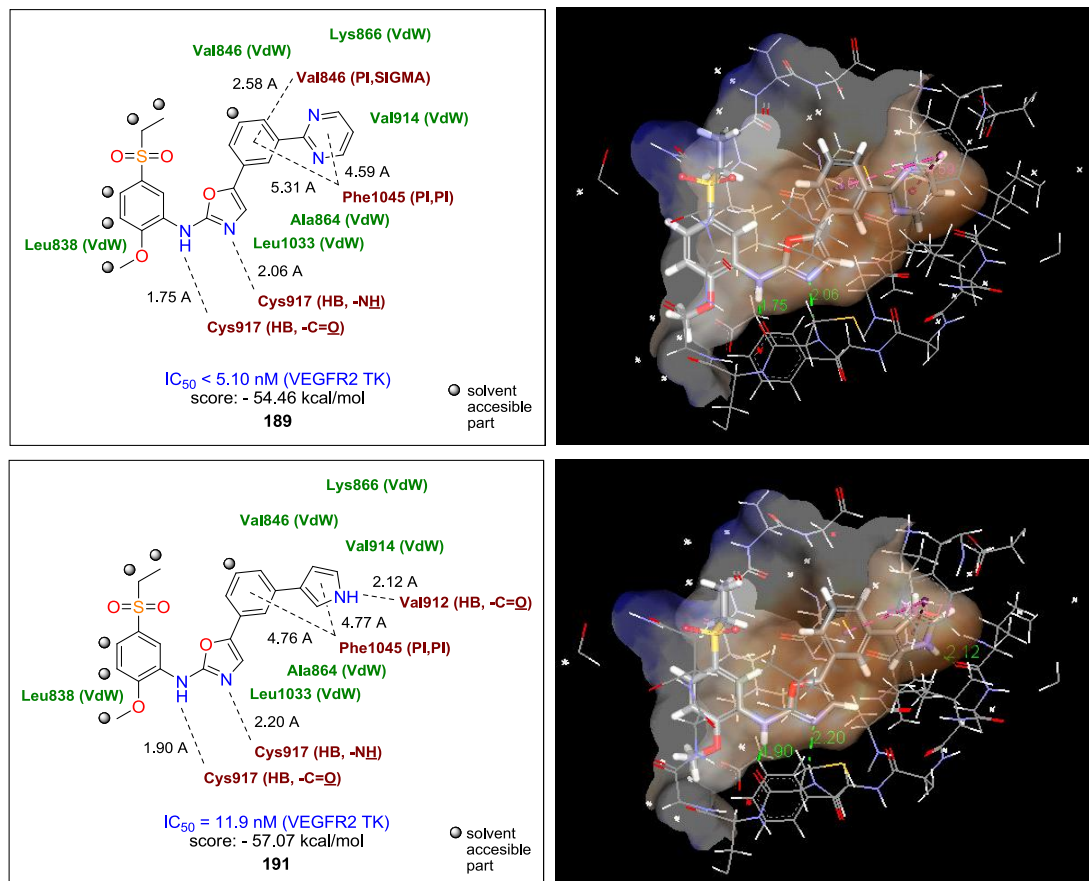 Lys866 (VdW)
Val846 (VdW)
2.58 A
Val846 (PI,SIGMA)
N
Val914 (VdW)
O=S=O
N
4.59 A
5.31 A
Phe1045 (PI,PI)
O
Ala864 (VdW)
Leu838 (VdW)
N
H
N
Leu1033 (VdW)
O
2.06 A
1.75 A
Cys917 (HB, -NH)
Cys917 (HB, -C=O)
IC50 < 5.10 nM (VEGFR2 TK)
score: - 54.46 kcal/mol
189
solvent
accesible
part
1.75
2.06
Lys866 (VdW)
Val846 (VdW)
Val914 (VdW)
2.12 A
NH
Val912 (HB, -C=O)
O=S=O
4.77 A
4.76 A
Phe1045 (PI,PI)
O
Ala864 (VdW)
Leu838 (VdW)
N
H
N
Leu1033 (VdW)
O
2.20 A
1.90 A
Cys917 (HB, -NH)
Cys917 (HB, -C=O)
IC50 = 11.9 nM (VEGFR2 TK)
score: - 57.07 kcal/mol
191
solvent
accesible
part
2.12
1.90
2.20